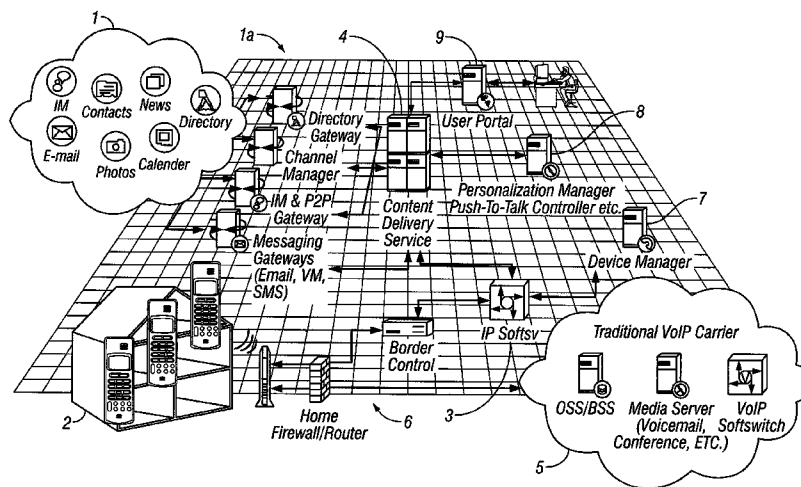 1
1a
4
9
IM
Contacts
News
Directory
E-mail
Photos
Calender
Directory
Gateway
Channel
Manager
IM & P2P
Gateway
Messaging
Gateways
(Email, VM,
SMS)
Content
Delivery
Service
User Portal
8
Personalization Manager
Push-To-Talk Controller etc.
7
Device Manager
IP Softsv
Border
Control
2
Home
Firewall/Router
6
3
Traditional VoIP Carrier
OSS/BSS
Media Server
(Voicemail,
Conference, ETC.)
VoIP
Softswitch
5